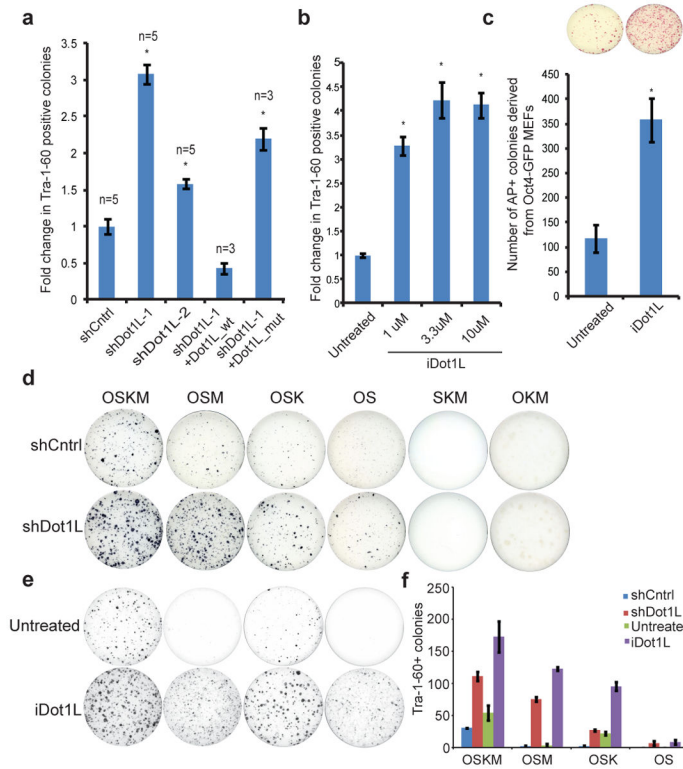 a
Fold change in Tra-1-60 positive colonies
3.5
3
2.5
2
1.5
1
0.5
0
n=5
n=5
*
n=5
*
n=3
n=3
*
shCntrl
shDot1L-1
shDot1L-2
shDot1L-1
+Dot1L_wt
shDot1L-1
+Dot1L_mut
b
Fold change in Tra-1-60 positive colonies
5
4.5
4
3.5
3
2.5
2
1.5
1
0.5
0
*
*
*
Untreated
1 uM
3.3uM
10uM
iDot1L
c
Number of AP+ colonies derived
from Oct4-GFP MEFs
450
400
350
300
250
200
150
100
50
0
*
Untreated
iDot1L
d
OSKM OSM OSK OS SKM OKM
shCntrl
shDot1L
e
Untreated
iDot1L
f
Tra-1-60+ colonies
250
200
150
100
50
0
shCntrl
shDot1L
Untreate
iDot1L
OSKM OSM OSK OS